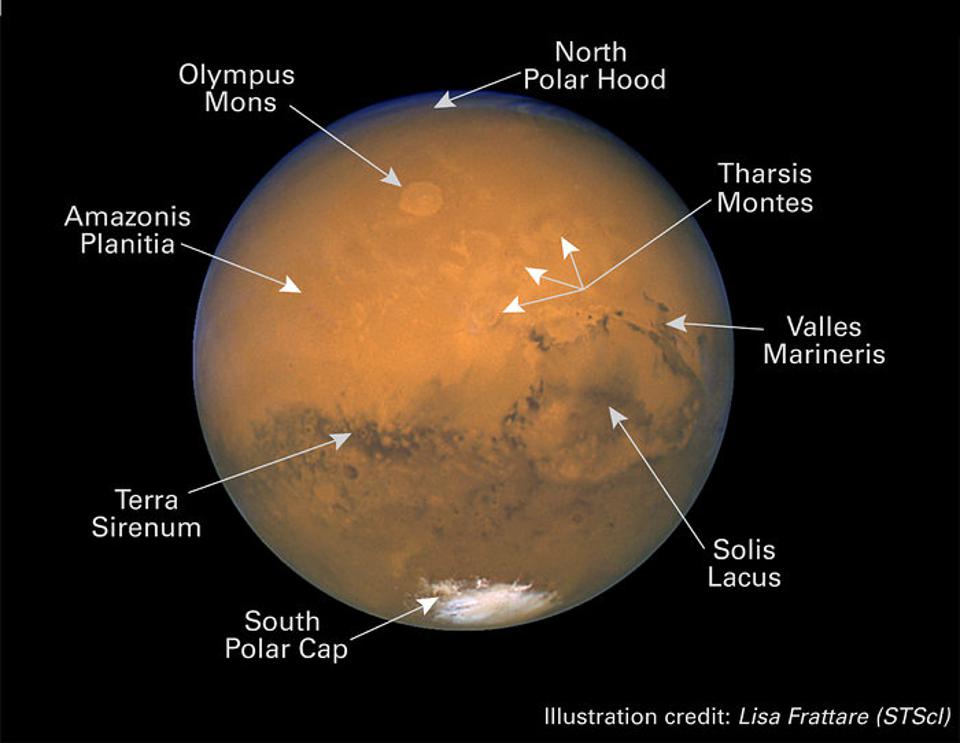 North
Polar Hood
Olympus
Mons
Tharsis
Montes
Amazonis
Planitia
Valles
Marineris
Terra
Sirenum
Solis
Lacus
South
Polar Cap
Illustration credit: Lisa Frattare (STScI)